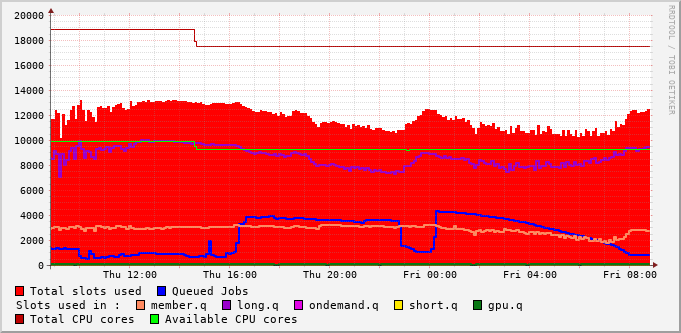 20000
18000
16000
14000
12000
10000
8000
6000
4000
2000
0
Thu 12:00 Thu 16:00 Thu 20:00 Fri 00:00 Fri 04:00 Fri 08:00
RRDTOOL / TOBI OETIKER
Total slots used Queued Jobs
Slots used in : member.q long.q ondemand.q short.q gpu.q
Total CPU cores Available CPU cores